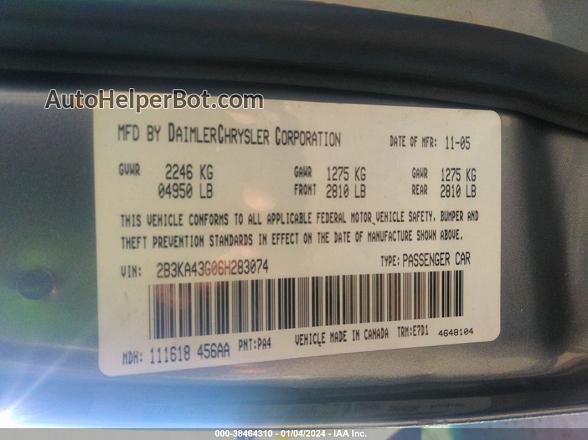 AutoHelperBot.com
MFD BY DAIMLERCHRYSLER CORPORATION DATE OF MFR: 11-05
GVWR 2246 KG GAWR 1275 KG GAWR 1275 KG
04950 LB FRONT 2810 LB REAR 2810 LB
THIS VEHICLE CONFORMS TO ALL APPLICABLE FEDERAL MOTOR VEHICLE SAFETY, BUMPER AND
THEFT PREVENTION STANDARDS IN EFFECT ON THE DATE OF MANUFACTURE SHOWN ABOVE.
VIN: 2B3KA43G06H283074 TYPE: PASSENGER CAR
MDH: 111618 456AA PNT: PA4 VEHICLE MADE IN CANADA TRM: E7D1 4648104
000-38464310 - 01/04/2024 - IAA Inc.